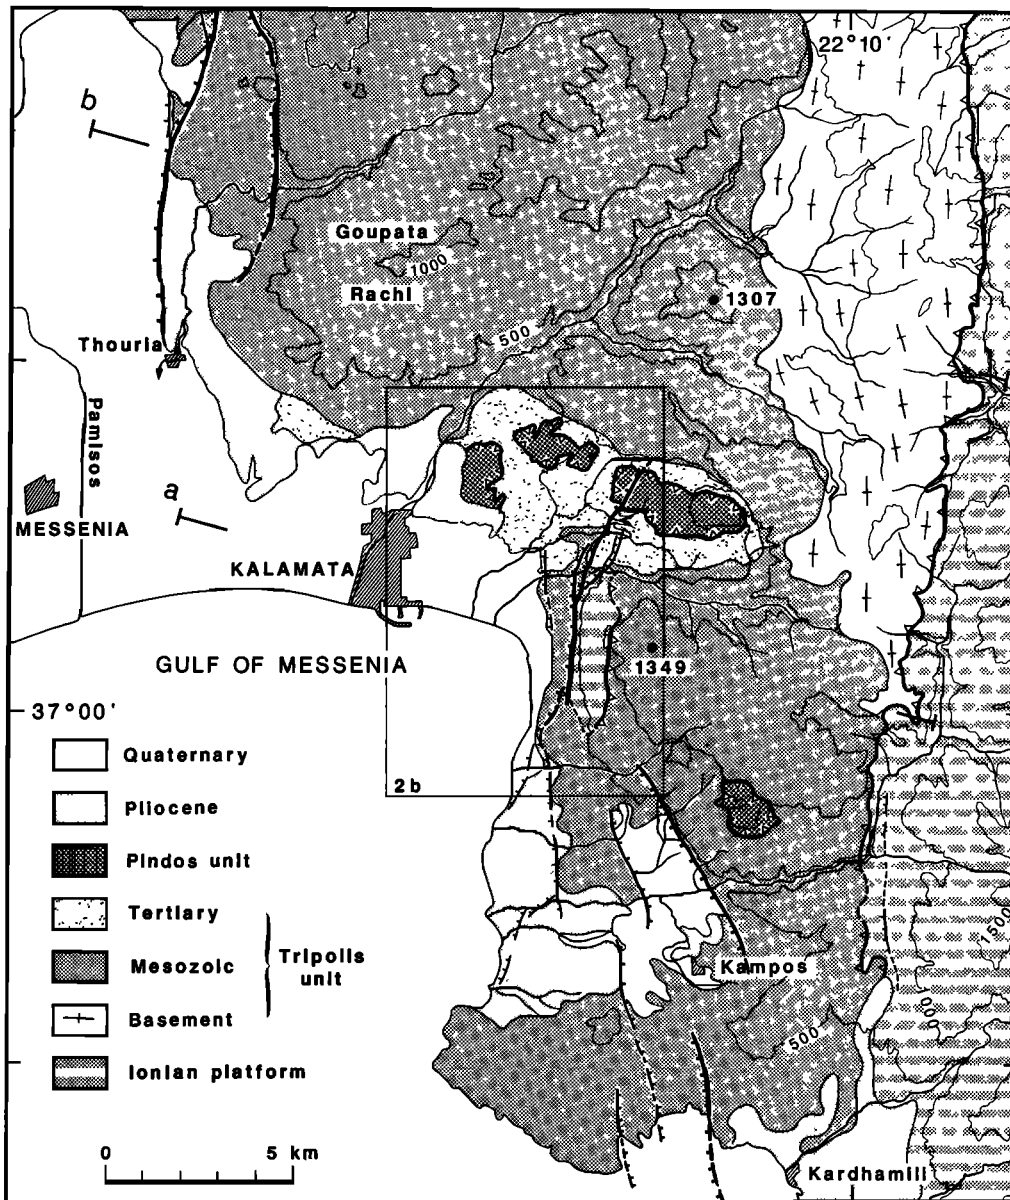 22°10'
b
Goupata
1000
Rachi
1307
500
Thouria
Pamisos
a
MESSENIA
KALAMATA
GULF OF MESSENIA
1349
37°00'
Quaternary
2b
Pliocene
Pindos unit
Tertiary
1500
Mesozoic
Tripolis
unit
Kampos
1000
Basement
500
Ionian platform
0 5 km
Kardhamili